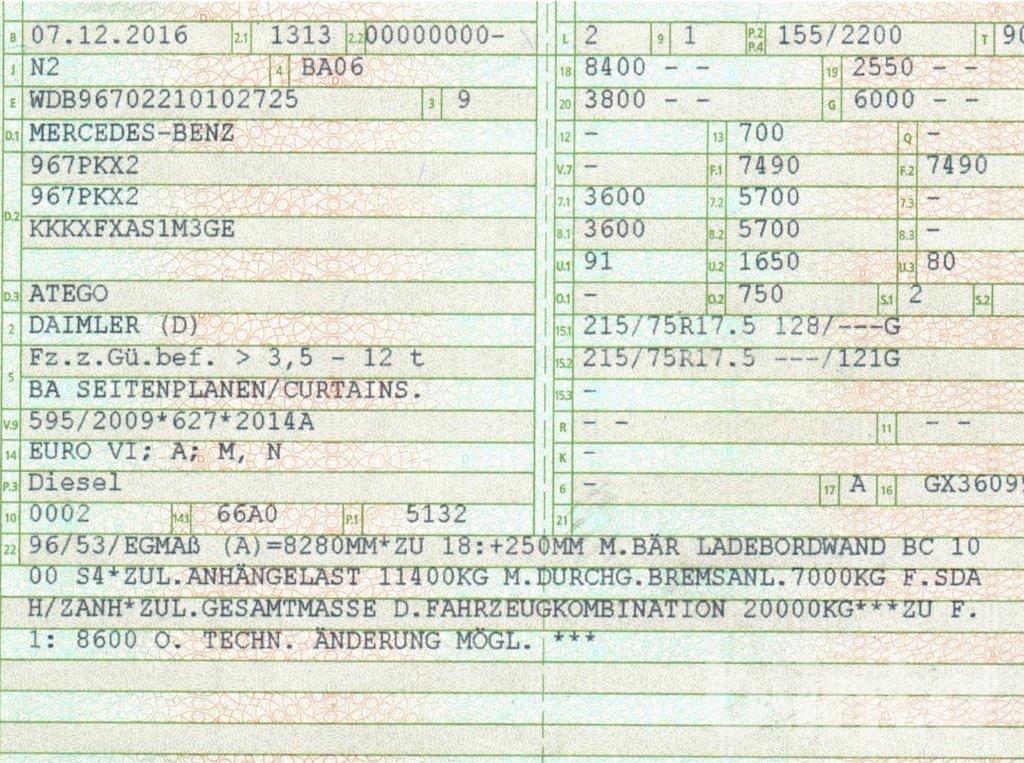 B 07.12.2016 2.1 1313 2.2 00000000-
J N2 4 BA06
E WDB96702210102725 3 9
D.1 MERCEDES-BENZ
967PKX2
D.2 967PKX2
KKKXFXAS1M3GE
D.3 ATEGO
2 DAIMLER (D)
Fz.z.Gü.bef. > 3,5 - 12 t
5 BA SEITENPLANEN/CURTAINS.
V.9 595/2009*627*2014A
14 EURO VI; A; M, N
P.3 Diesel
10 0002 14.1 66A0 P.1 5132
L 2 9 1 P.2 P.4 155/2200 T 90
18 8400 - - 19 2550 - -
20 3800 - - G 6000 - -
12 - 13 700 Q -
V.7 - F.1 7490 F.2 7490
7.1 3600 7.2 5700 7.3 -
8.1 3600 8.2 5700 8.3 -
U.1 91 U.2 1650 U.3 80
O.1 - O.2 750 S.1 2 S.2
15.1 215/75R17.5 128/---G
15.2 215/75R17.5 ---/121G
15.3 -
R - - 11 - -
K -
6 - 17 A 16 GX36099
21
22 96/53/EGMAß (A)=8280MM*ZU 18:+250MM M.BÄR LADEBORDWAND BC 10
00 S4*ZUL.ANHÄNGELAST 11400KG M.DURCHG.BREMSANL.7000KG F.SDA
H/ZANH*ZUL.GESAMTMASSE D.FAHRZEUGKOMBINATION 20000KG***ZU F.
1: 8600 O. TECHN. ÄNDERUNG MÖGL. ***